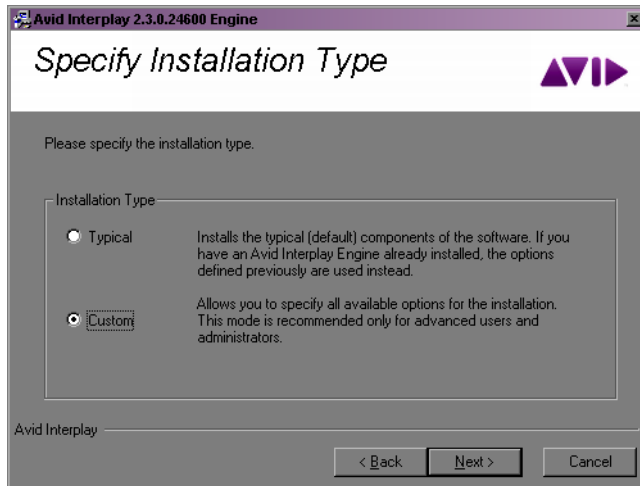 Avid Interplay 2.3.0.24600 Engine
Specify Installation Type
AVID
Please specify the installation type.
Installation Type
Typical
Installs the typical (default) components of the software. If you
have an Avid Interplay Engine already installed, the options
defined previously are used instead.
Custom
Allows you to specify all available options for the installation.
This mode is recommended only for advanced users and
administrators.
Avid Interplay
< Back
Next >
Cancel